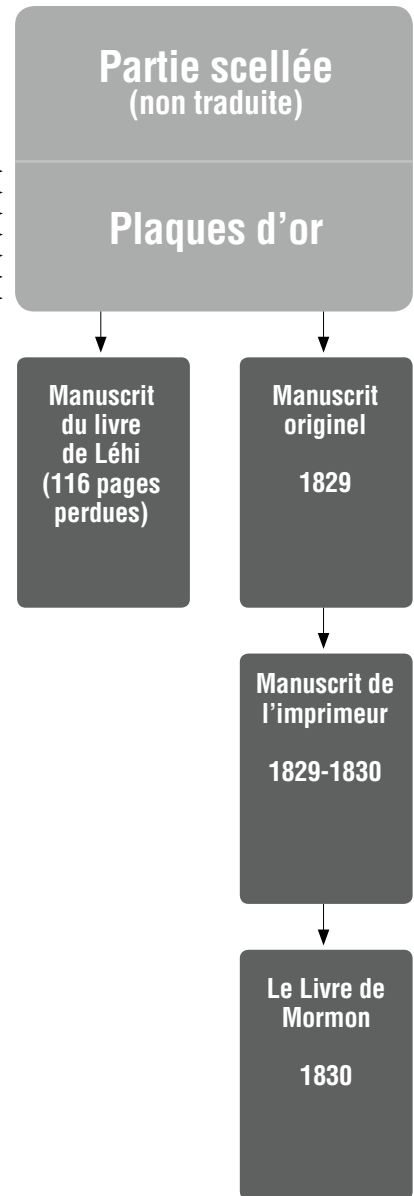 Partie scellée
(non traduite)
Plaques d’or
Manuscrit
du livre
de Léhi
(116 pages
perdues)
Manuscrit
originel
1829
Manuscrit de
l’imprimeur
1829-1830
Le Livre de
Mormon
1830